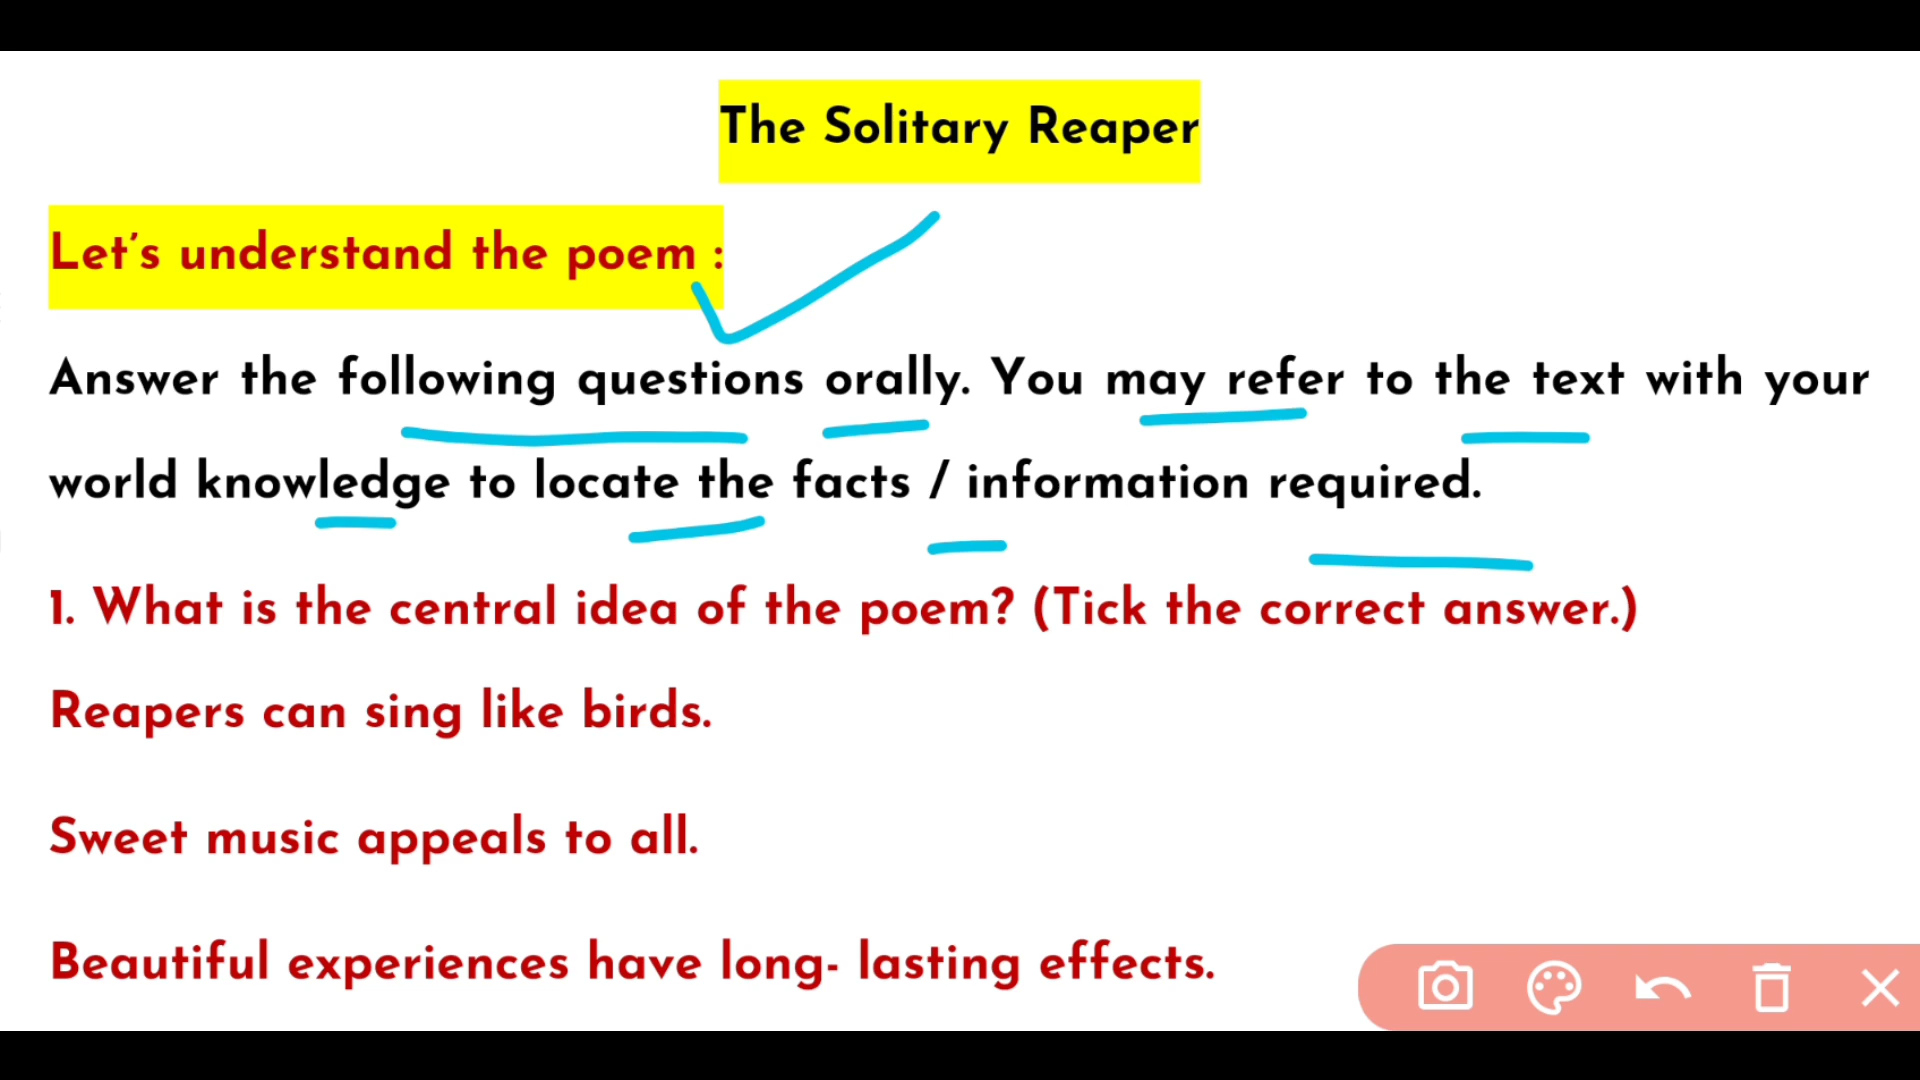 The Solitary Reaper
Let’s understand the poem :
Answer the following questions orally. You may refer to the text with your
world knowledge to locate the facts / information required.
1. What is the central idea of the poem? (Tick the correct answer.)
Reapers can sing like birds.
Sweet music appeals to all.
Beautiful experiences have long- lasting effects.